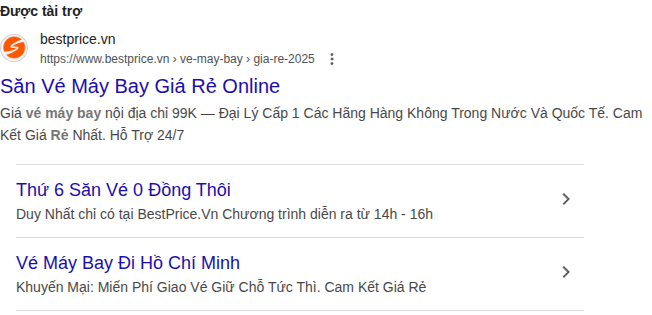 Được tài trợ
bestprice.vn
https://www.bestprice.vn › ve-may-bay › gia-re-2025
Săn Vé Máy Bay Giá Rẻ Online
Giá vé máy bay nội địa chỉ 99K — Đại Lý Cấp 1 Các Hãng Hàng Không Trong Nước Và Quốc Tế. Cam
Kết Giá Rẻ Nhất. Hỗ Trợ 24/7
Thứ 6 Săn Vé 0 Đồng Thôi
Duy Nhất chỉ có tại BestPrice.Vn Chương trình diễn ra từ 14h - 16h
Vé Máy Bay Đi Hồ Chí Minh
Khuyến Mại: Miến Phí Giao Vé Giữ Chỗ Tức Thì. Cam Kết Giá Rẻ